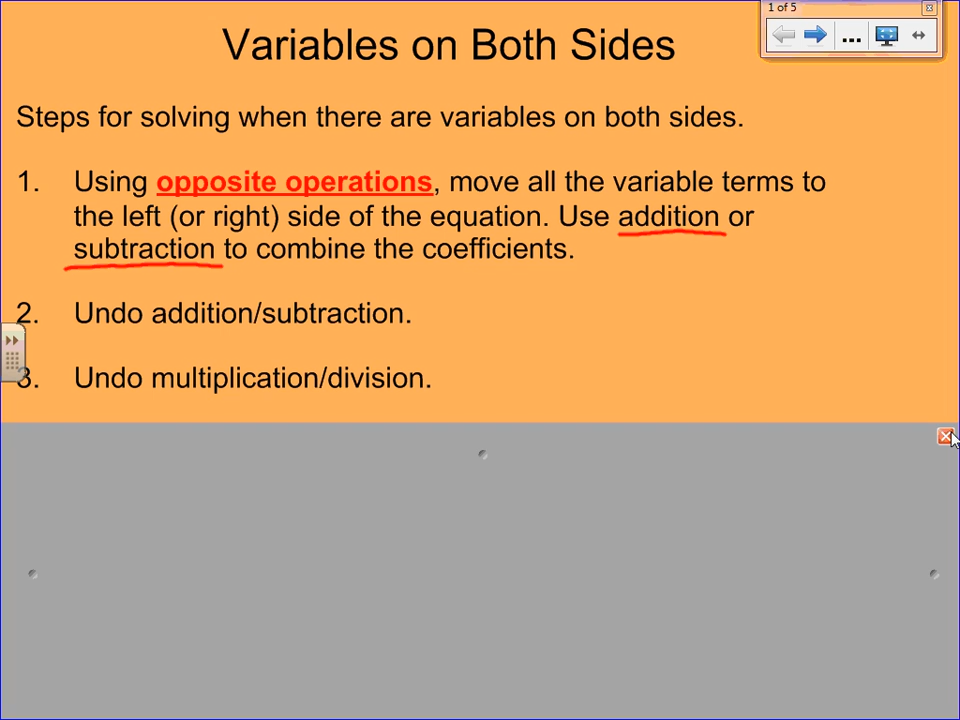 1 of 5
Variables on Both Sides
...
Steps for solving when there are variables on both sides.
1. Using opposite operations, move all the variable terms to
the left (or right) side of the equation. Use addition or
subtraction to combine the coefficients.
2. Undo addition/subtraction.
3. Undo multiplication/division.